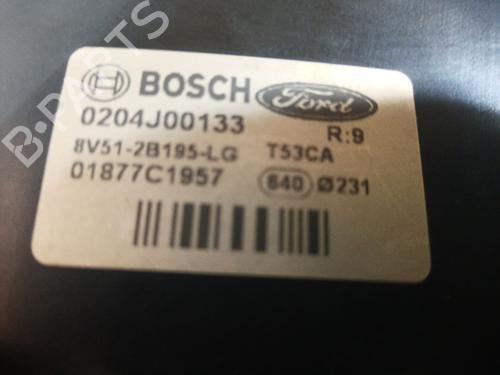 BOSCH Ford
0204J00133 R:9
8V51-2B195-LG T53CA
01877C1957 640 Ø231
B-PARTS